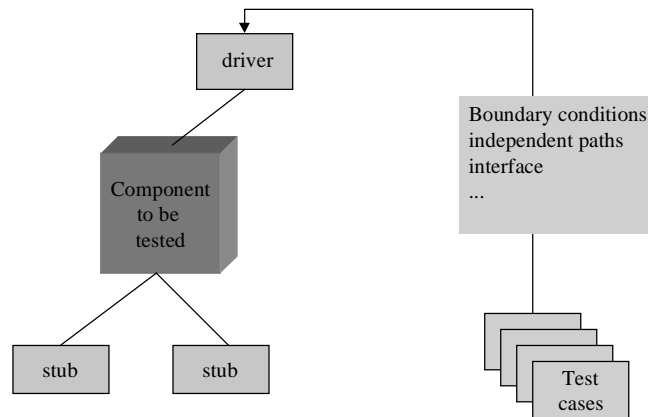 driver
Boundary conditions
independent paths
interface
...
Component
to be
tested
stub
stub
Test
cases